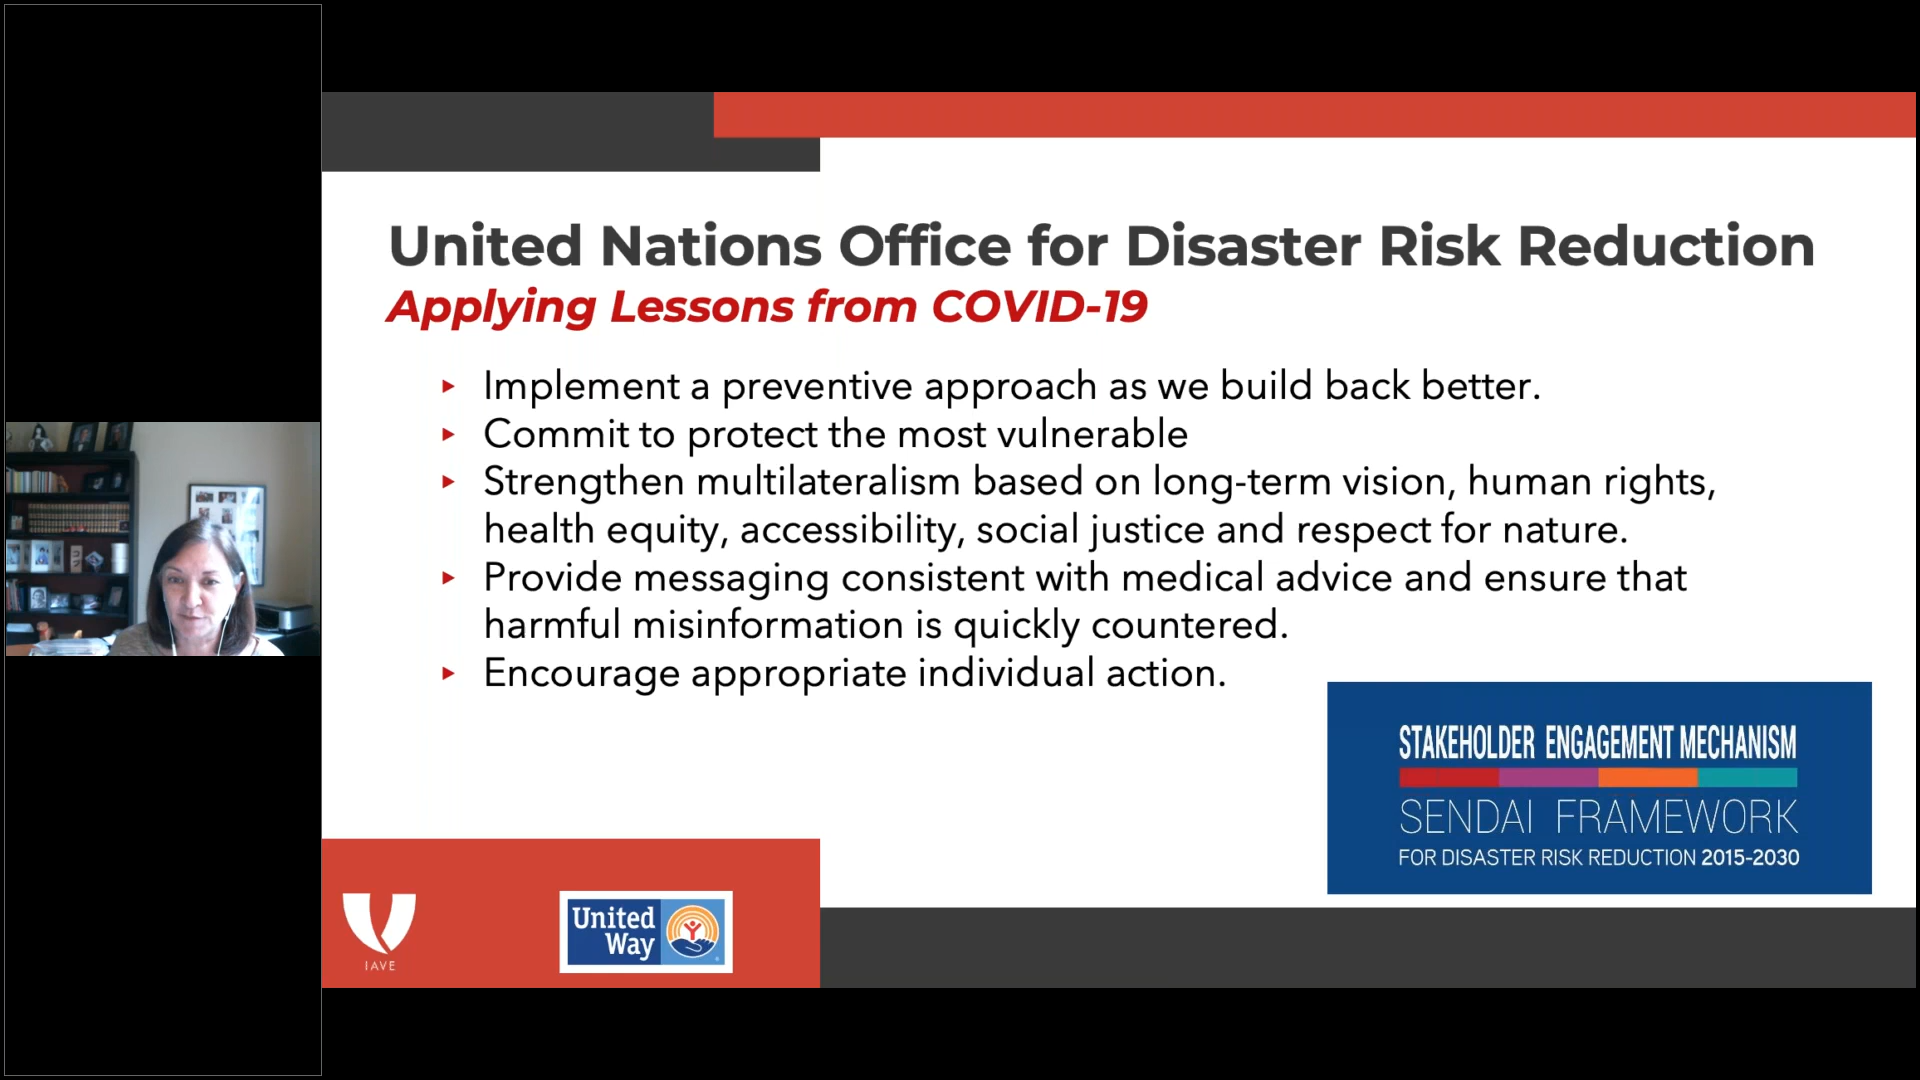 United Nations Office for Disaster Risk Reduction
Applying Lessons from COVID-19
Implement a preventive approach as we build back better.
Commit to protect the most vulnerable
Strengthen multilateralism based on long-term vision, human rights,
health equity, accessibility, social justice and respect for nature.
Provide messaging consistent with medical advice and ensure that
harmful misinformation is quickly countered.
Encourage appropriate individual action.
STAKEHOLDER ENGAGEMENT MECHANISM
SENDAI FRAMEWORK
FOR DISASTER RISK REDUCTION 2015-2030
IAVE
United
Way